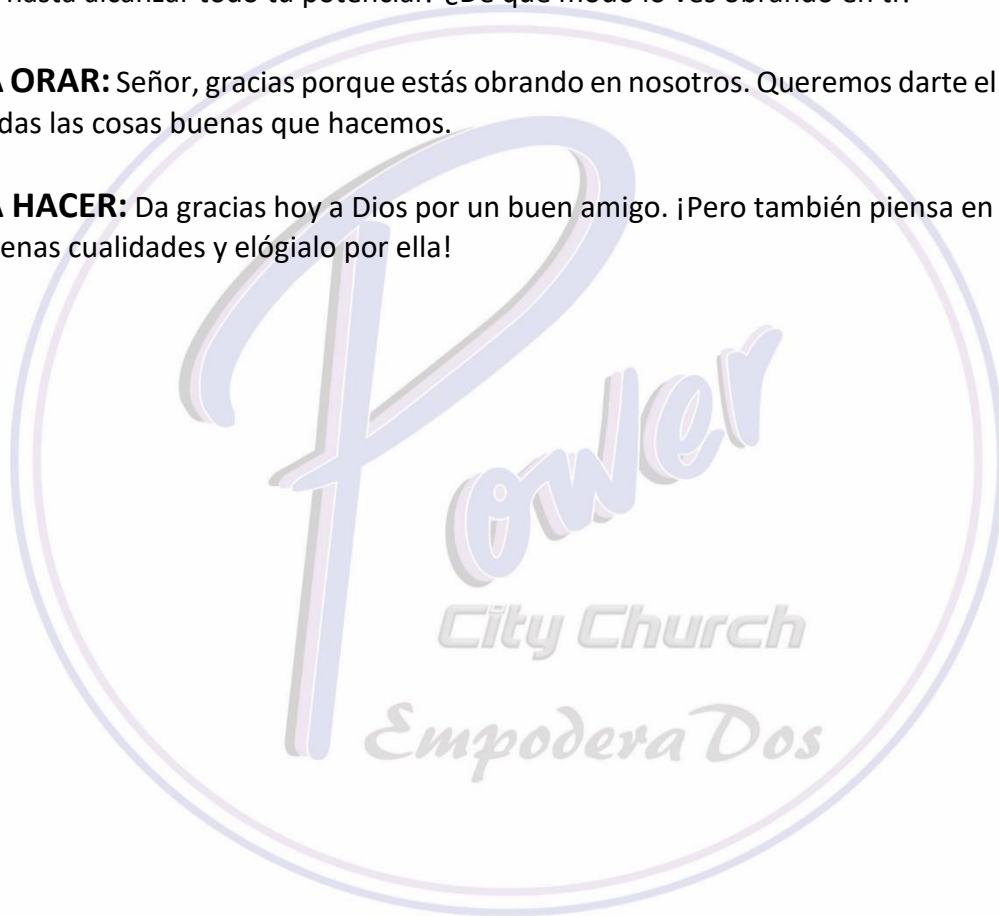 hasta alcanzar todo tu potencial? ¿De qué modo lo ves obrando en ti?
A ORAR: Señor, gracias porque estás obrando en nosotros. Queremos darte el
das las cosas buenas que hacemos.
A HACER: Da gracias hoy a Dios por un buen amigo. ¡Pero también piensa en
enas cualidades y elógialo por ella!
Power
City Church
EmpoderaDos